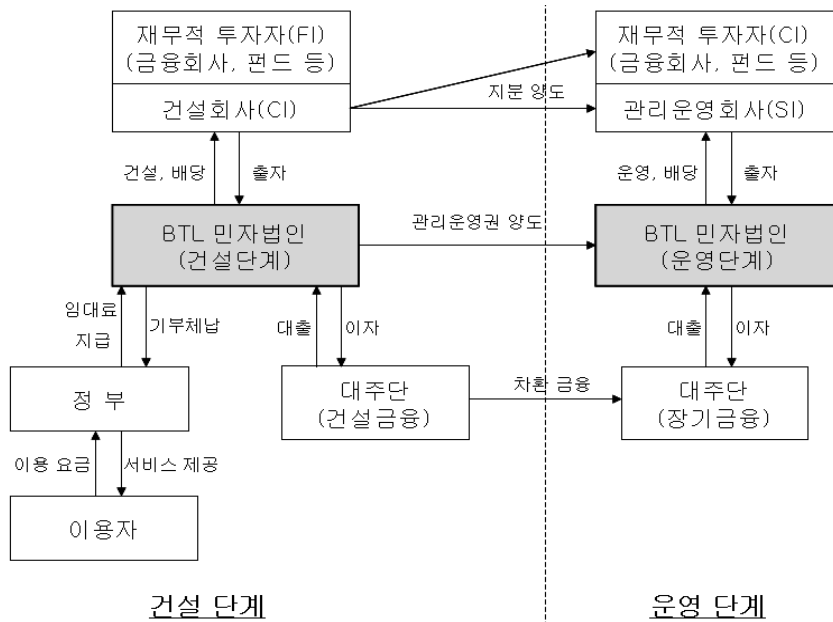 재무적 투자자(FI)
(금융회사, 펀드 등)
건설회사(CI)
재무적 투자자(CI)
(금융회사, 펀드 등)
관리운영회사(SI)
지분 양도
건설, 배당
출자
운영, 배당
출자
BTL 민자법인
(건설단계)
관리운영권 양도
BTL 민자법인
(운영단계)
임대료
지급
기부체납
대출
이자
대출
이자
정 부
대주단
(건설금융)
차환 금융
대주단
(장기금융)
이용 요금
서비스 제공
이용자
건설 단계
운영 단계